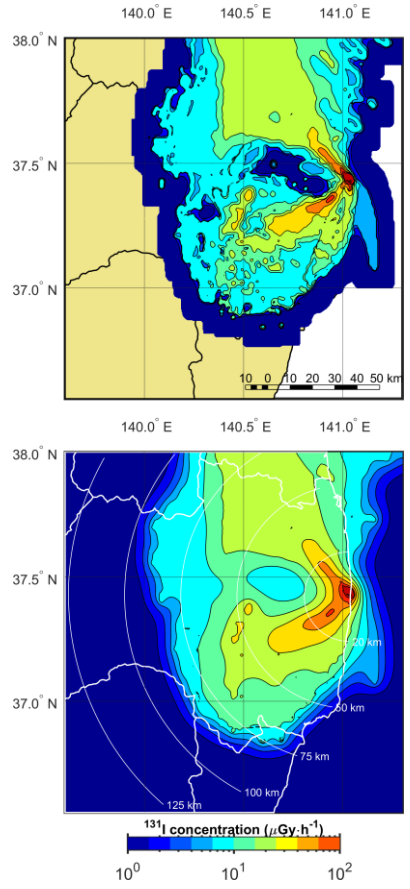 140.0° E 140.5° E 141.0° E
38.0° N
37.5° N
37.0° N
10 0 10 20 30 40 50 km
140.0° E 140.5° E 141.0° E
38.0° N
37.5° N
37.0° N
20 km
50 km
75 km
100 km
125 km
¹³¹I concentration (μGy·h⁻¹)
10⁰ 10¹ 10²